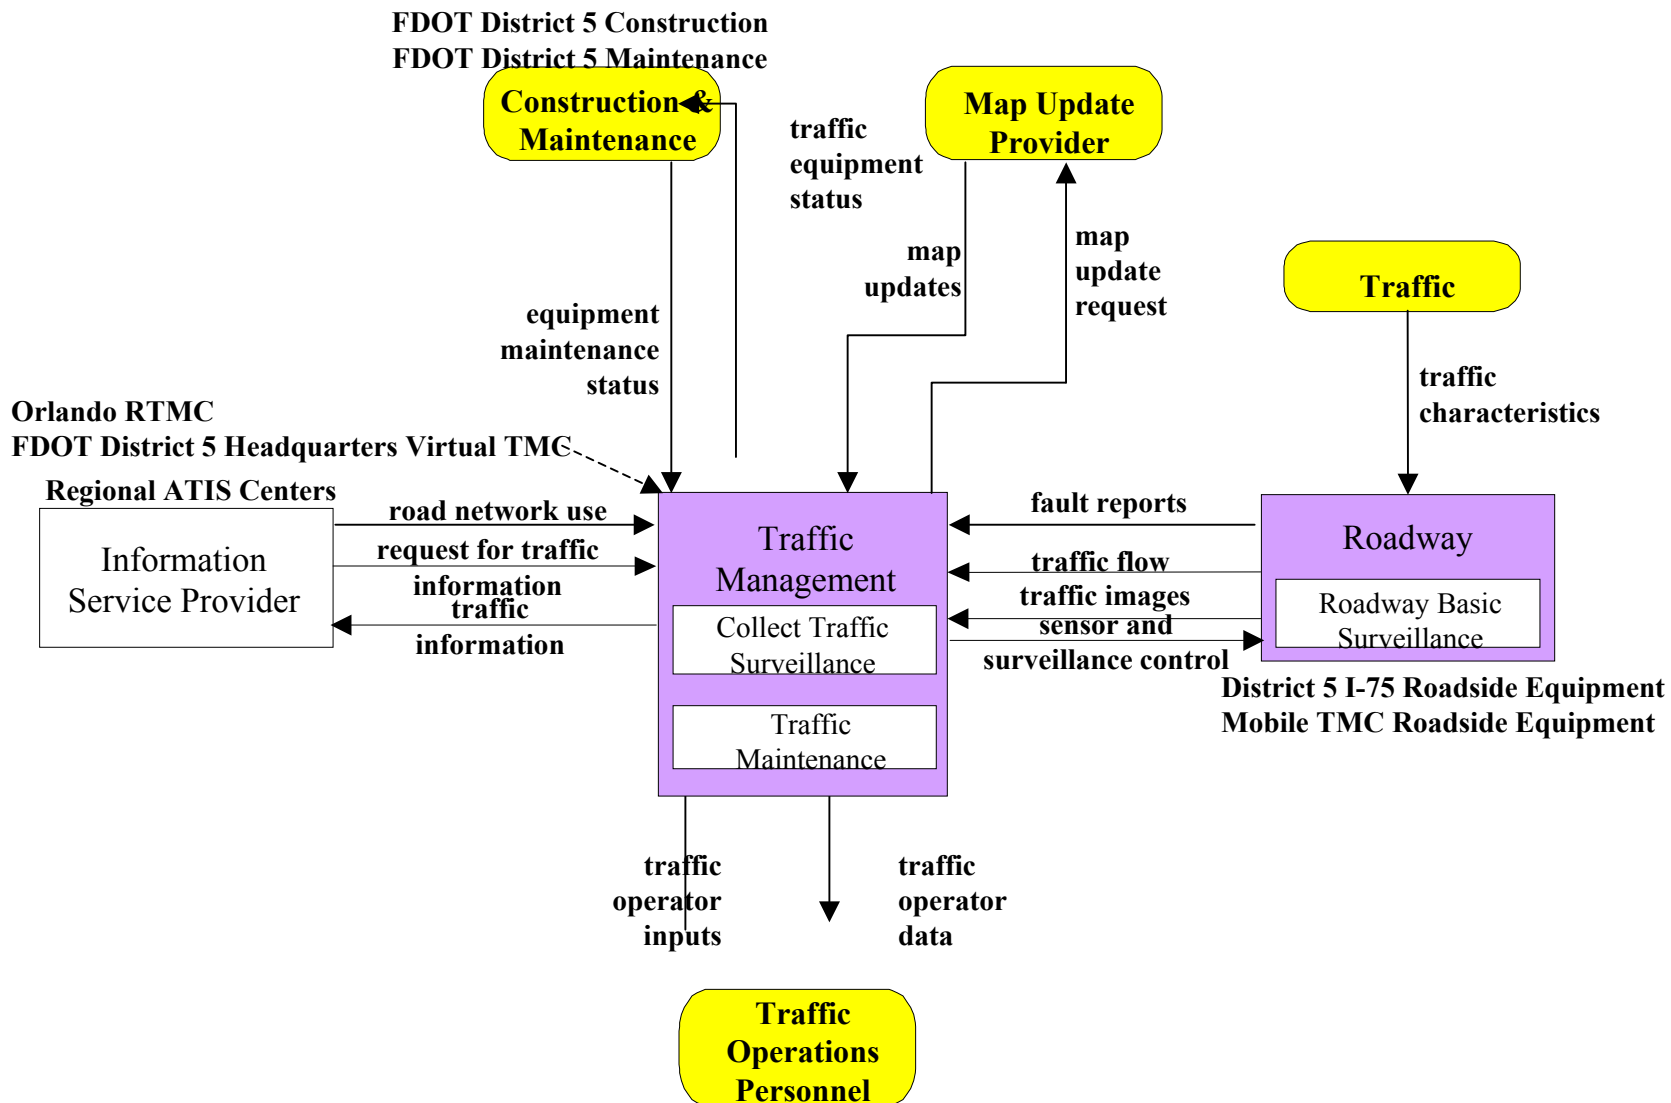 FDOT District 5 Construction
FDOT District 5 Maintenance
Construction &
Maintenance
Map Update
Provider
traffic
equipment
status
map
updates
map
update
request
Traffic
equipment
maintenance
status
traffic
characteristics
Orlando RTMC
FDOT District 5 Headquarters Virtual TMC
Regional ATIS Centers
Information
Service Provider
road network use
request for traffic
information
traffic
information
Traffic
Management
Collect Traffic
Surveillance
Traffic
Maintenance
fault reports
traffic flow
traffic images
sensor and
surveillance control
Roadway
Roadway Basic
Surveillance
District 5 I-75 Roadside Equipment
Mobile TMC Roadside Equipment
traffic
operator
inputs
traffic
operator
data
Traffic
Operations
Personnel